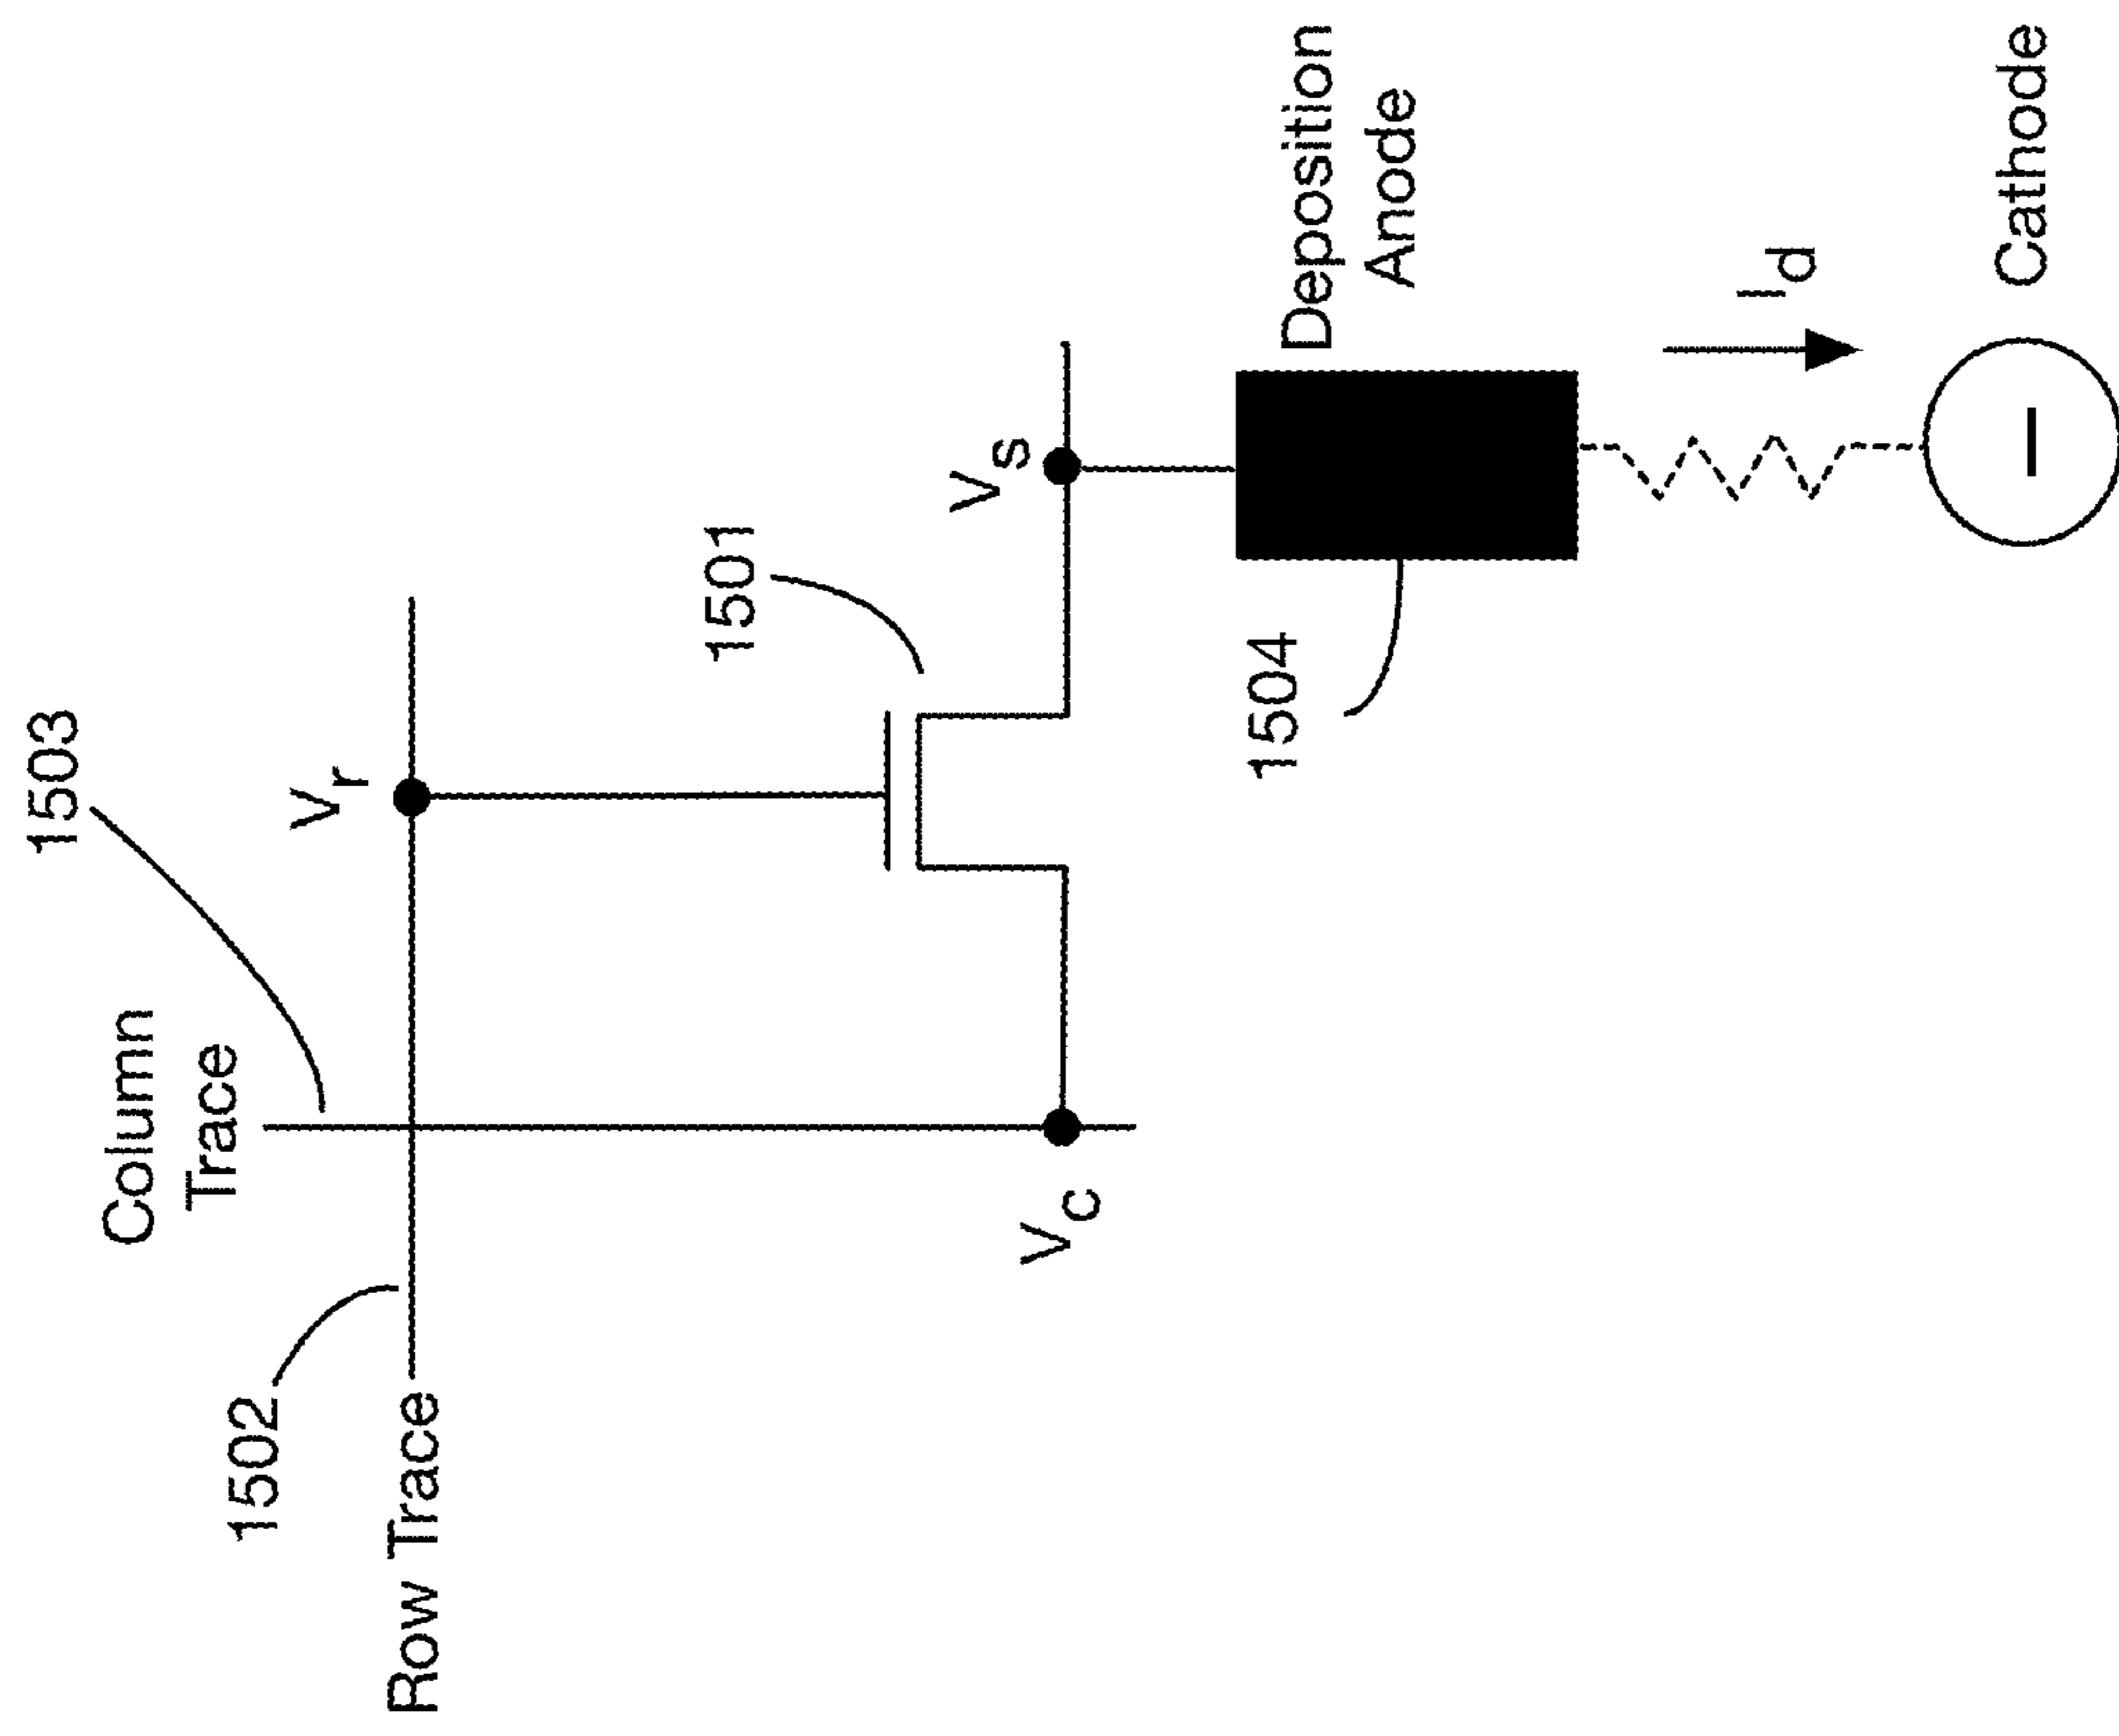 1503
Column
Trace
1502
Row Trace
Vr
1501
Vc
Vs
1504
Deposition
Anode
Id
Cathode